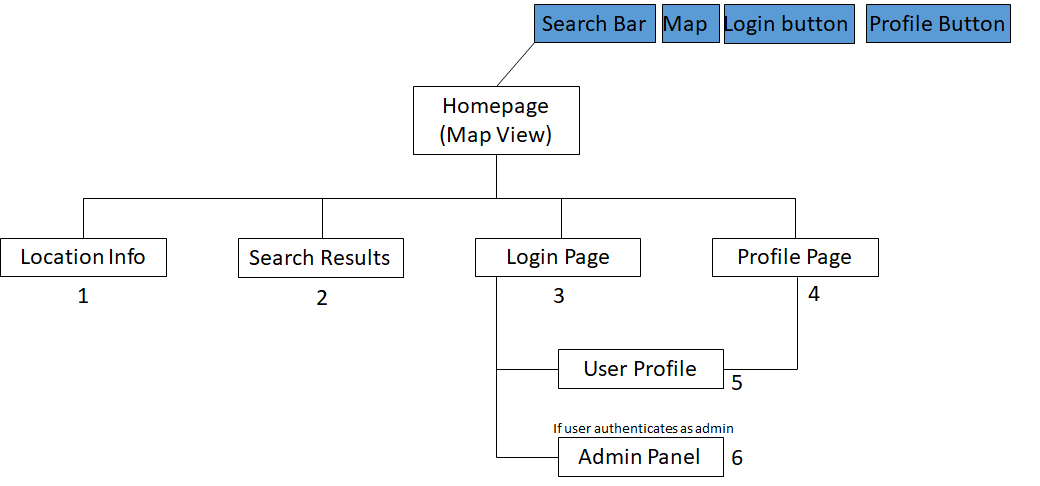 Search Bar
Map
Login button
Profile Button
Homepage
(Map View)
Location Info
Search Results
Login Page
Profile Page
1
2
3
4
User Profile
5
If user authenticates as admin
Admin Panel
6